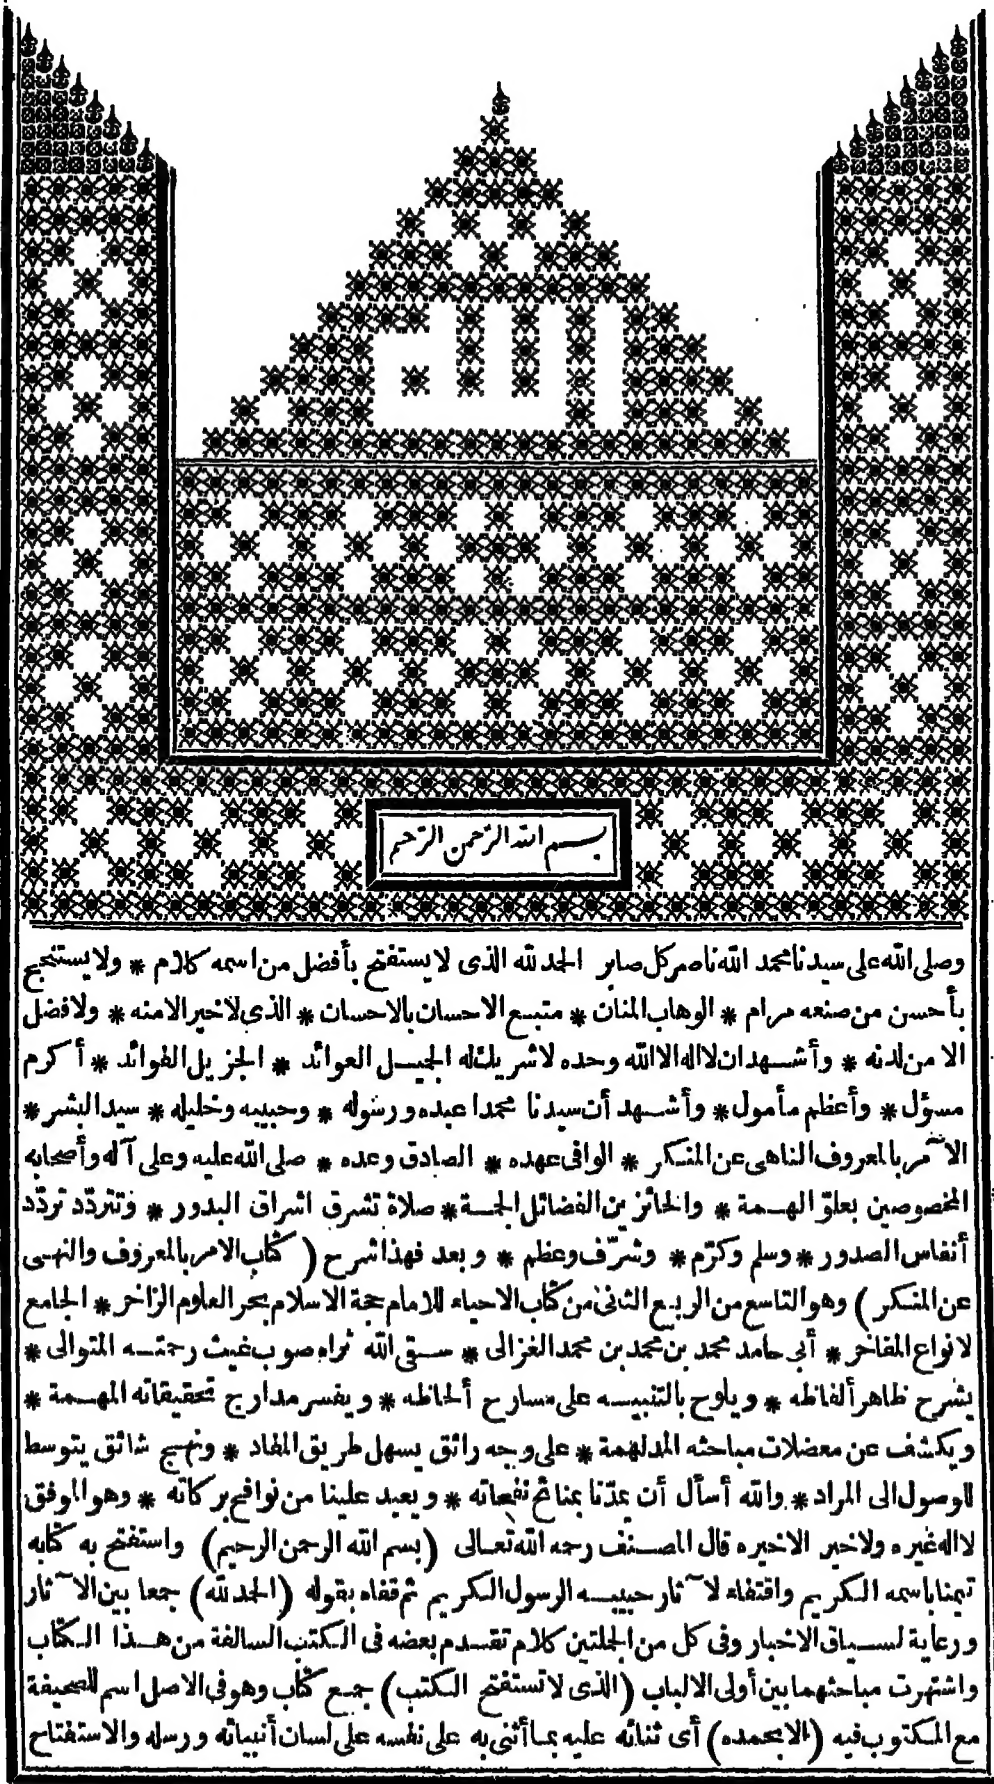 الله
بسم الله الرحمن الرحيم
وصلى الله على سيدنا محمد الله ناصر كل صابر الحمد لله الذى لا يستفتح بأفضل من اسمه كلام * ولا يستنجح
بأحسن من صنعه مرام * الوهاب المنان * متبع الاحسان بالاحسان * الذى لا خير الا منه * ولا فضل
الا من لدنه * وأشهد ان لا اله الا الله وحده لا شريك له الجميل العوائد * الجزيل الفوائد * أكرم
مسؤل * وأعظم مأمول * وأشهد أن سيدنا محمدا عبده ورسوله * وحبيبه وخليله * سيد البشر *
الآمر بالمعروف الناهى عن المنكر * الوافى عهده * الصادق وعده * صلى الله عليه وعلى آله وأصحابه
المخصوصين بعلو الهمة * والحائزين الفضائل الجمة * صلاة تشرق اشراق البدور * وتتردد تردد
أنفاس الصدور * وسلم وكرم * وشرف وعظم * وبعد فهذا شرح (كتاب الامر بالمعروف والنهى
عن المنكر) وهو التاسع من الربع الثانى من كتاب الاحياء للامام حجة الاسلام بحر العلوم الزاخر * الجامع
لانواع المفاخر * أبى حامد محمد بن محمد بن محمد الغزالى * سقى الله ثراه صوب غيث رحمته المتوالى *
يشرح ظاهر ألفاظه * ويلوح بالتنبيه على مسارح ألحاظه * ويفسر مدارج تحقيقاته المهمة *
ويكشف عن معضلات مباحثه المدلهمة * على وجه رائق يسهل طريق المفاد * ونهج شائق يتوسط
للوصول الى المراد * والله أسأل أن يمدنا بمنائح نفحاته * ويعيد علينا من نوافح بركاته * وهو الموفق
لا اله غيره ولا خير الا خيره قال المصنف رحمه الله تعالى (بسم الله الرحمن الرحيم) واستفتح به كتابه
تيمنا باسمه الكريم واقتفاء لآثار حبيبه الرسول الكريم ثم قفاه بقوله (الحمد لله) جمعا بين الآثار
ورعاية لسياق الاخبار وفى كل من الجملتين كلام تقدم بعضه فى الكتب السالفة من هذا الكتاب
واشتهرت مباحثهما بين أولى الالباب (الذى لا تستفتح الكتب) جمع كتاب وهو فى الاصل اسم للصحيفة
مع المكتوب فيه (الا بحمده) أى ثنائه عليه بما أثنى به على نفسه على لسان أنبيائه ورسله والاستفتاح